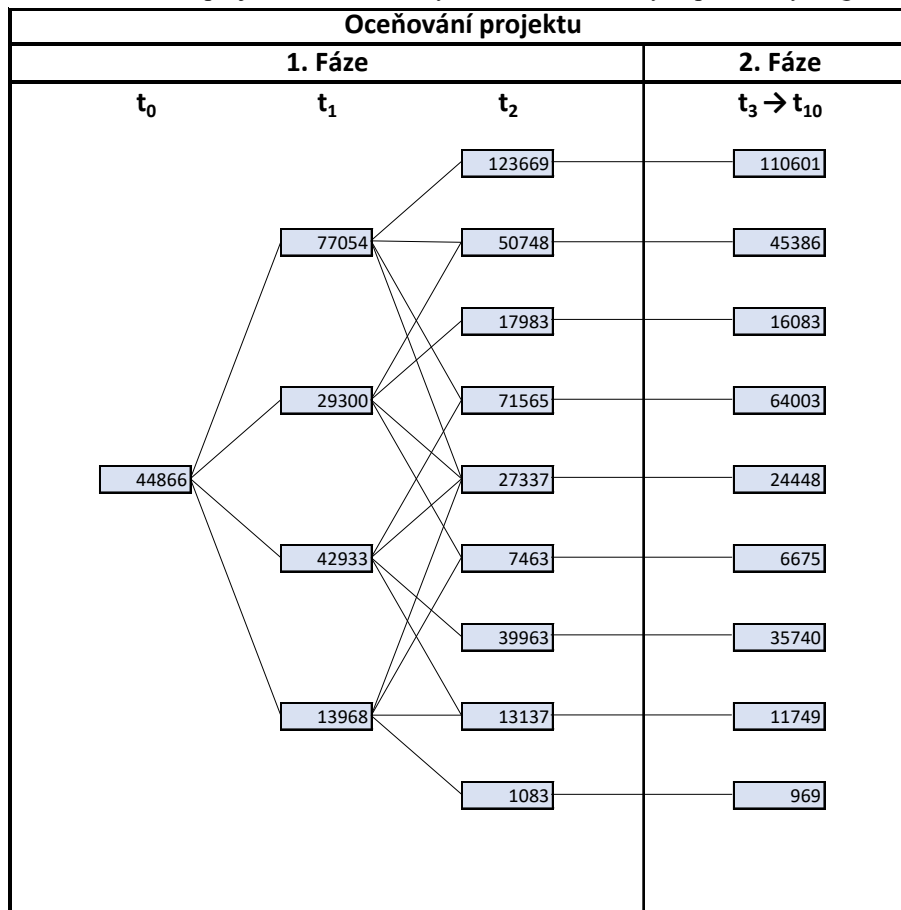 Oceňování projektu
1. Fáze 2. Fáze
t₀ t₁ t₂ t₃ → t₁₀
123669 110601
77054 50748 45386
17983 16083
29300 71565 64003
44866 27337 24448
42933 7463 6675
39963 35740
13968 13137 11749
1083 969